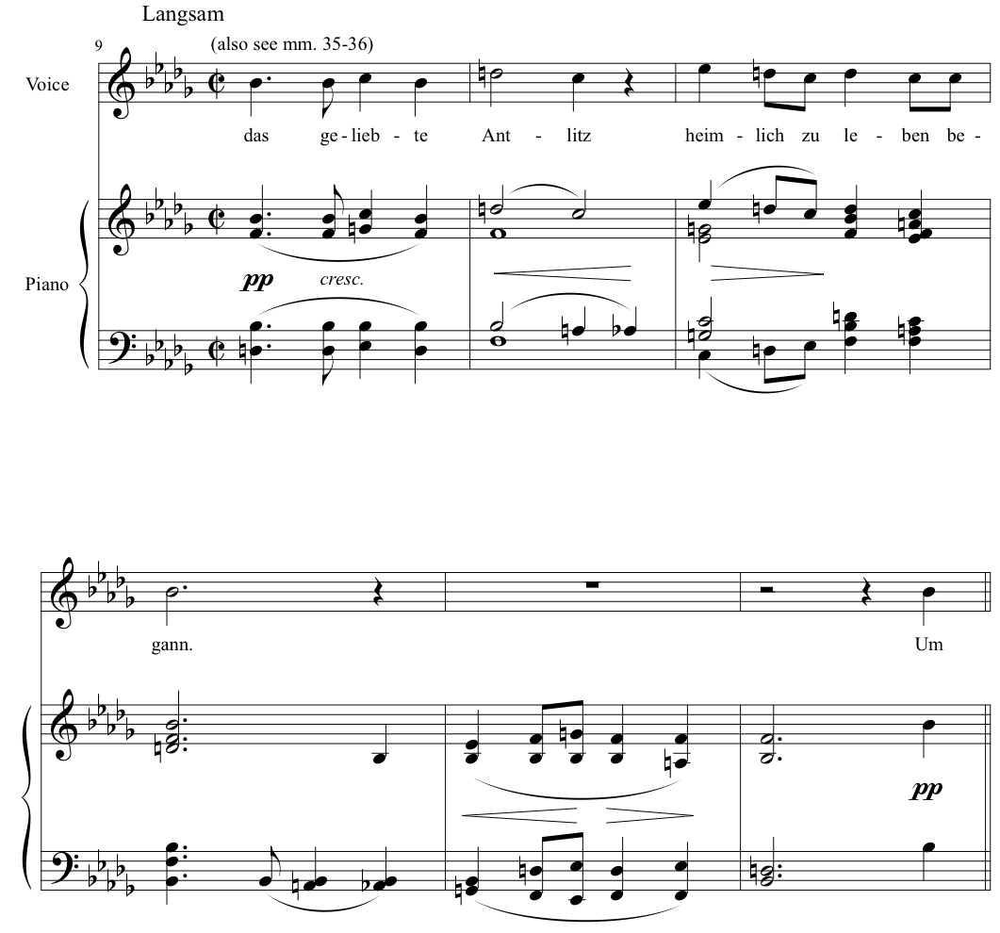 Langsam
9
(also see mm. 35-36)
Voice
das ge - lieb - te Ant - litz heim - lich zu le - ben be -
Piano
pp cresc.
gann. Um
pp